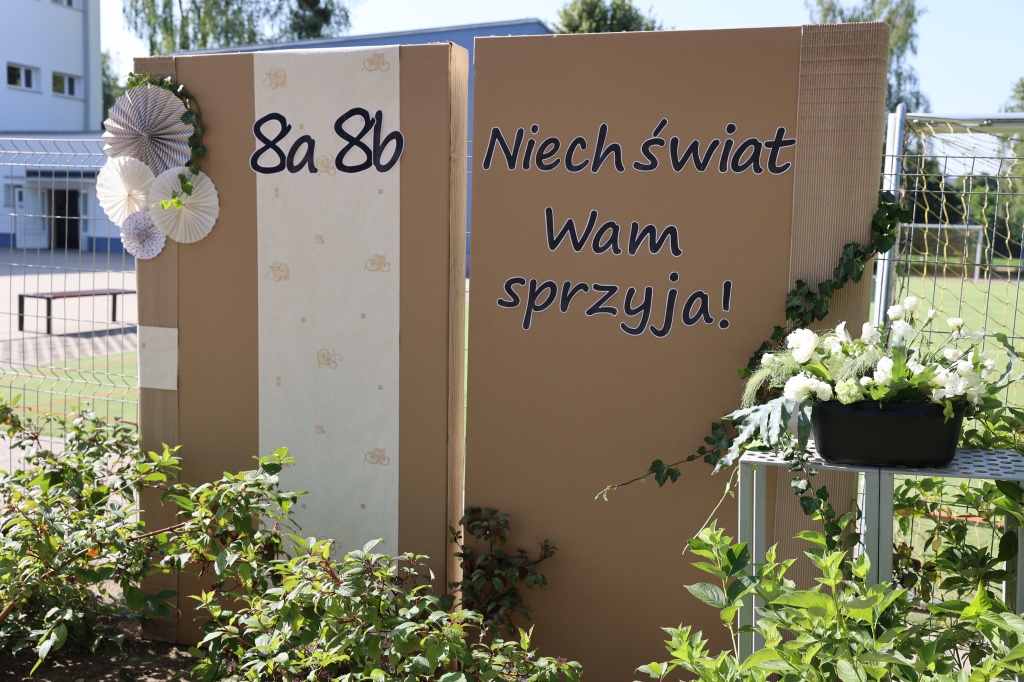 8a 8b
Niech świat
Wam
sprzyja!